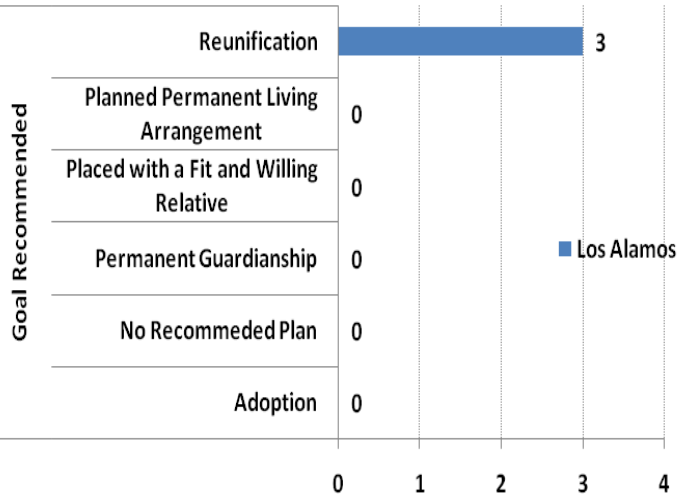 Goal Recommended
Reunification
3
Planned Permanent Living
Arrangement
0
Placed with a Fit and Willing
Relative
0
Permanent Guardianship
0
No Recommeded Plan
0
Adoption
0
Los Alamos
0 1 2 3 4